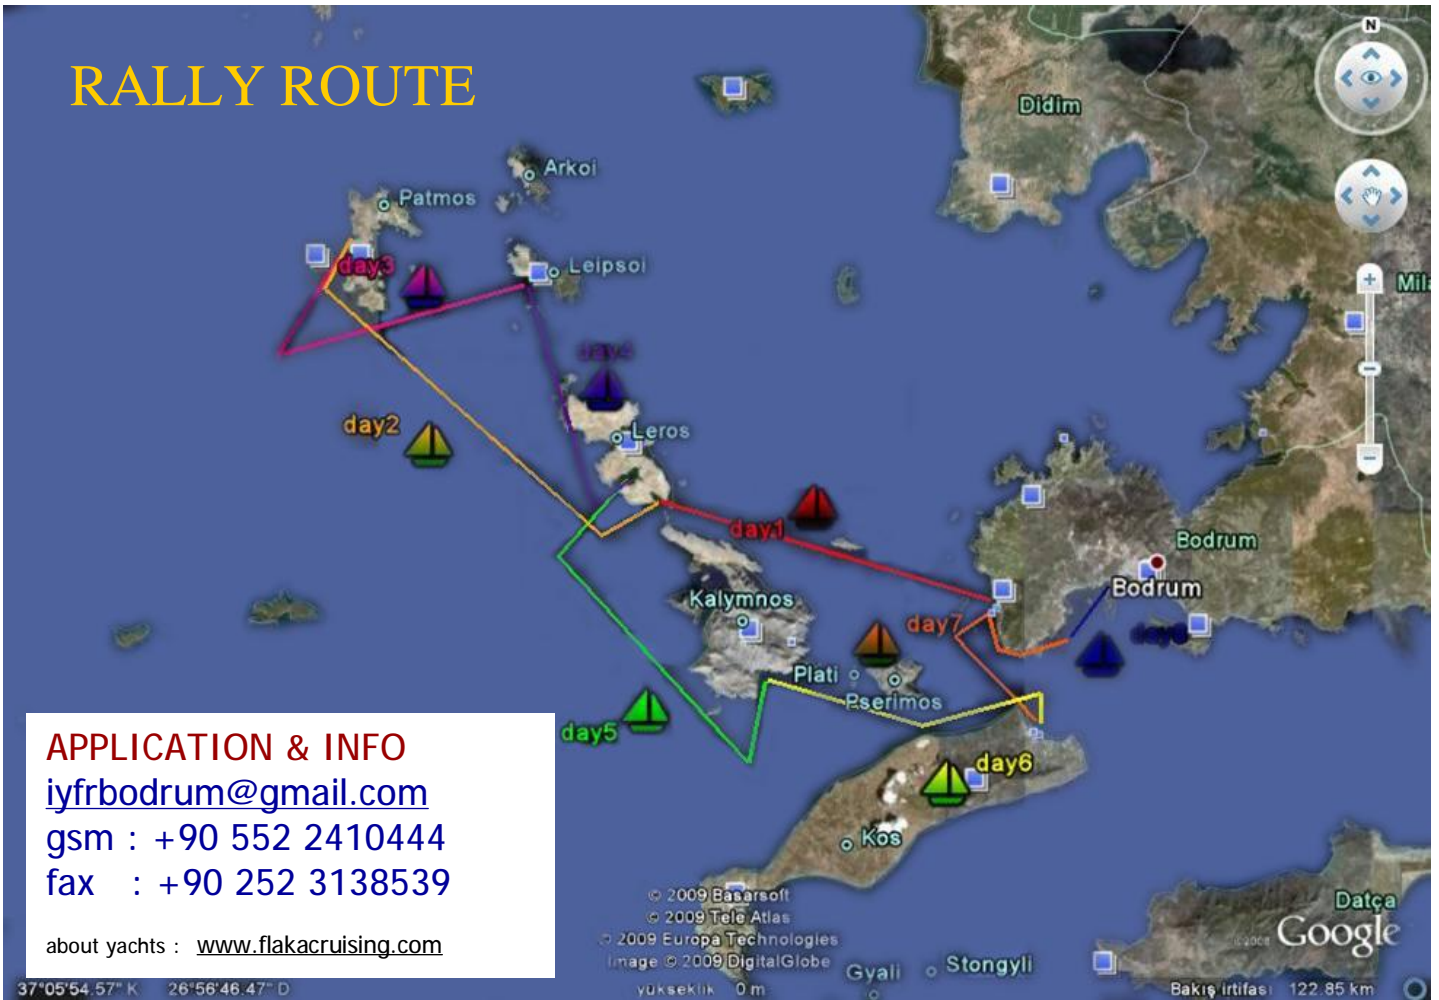 RALLY ROUTE
N
Didim
Arkoi
Patmos
Leipsoi
day3
Mila
day4
day2
Leros
day1
Bodrum
Bodrum
Kalymnos
day7
day8
Plati
Pserimos
day5
day6
Kos
APPLICATION & INFO
iyfrbodrum@gmail.com
gsm : +90 552 2410444
fax : +90 252 3138539
about yachts : www.flakacruising.com
© 2009 Basarsoft
© 2009 Tele Atlas
© 2009 Europa Technologies
Image © 2009 DigitalGlobe
Datça
©2008 Google
Gyali
Stongyli
37°05'54.57" K 26°56'46.47" D
yükseklik 0 m
Bakış irtifası 122.85 km